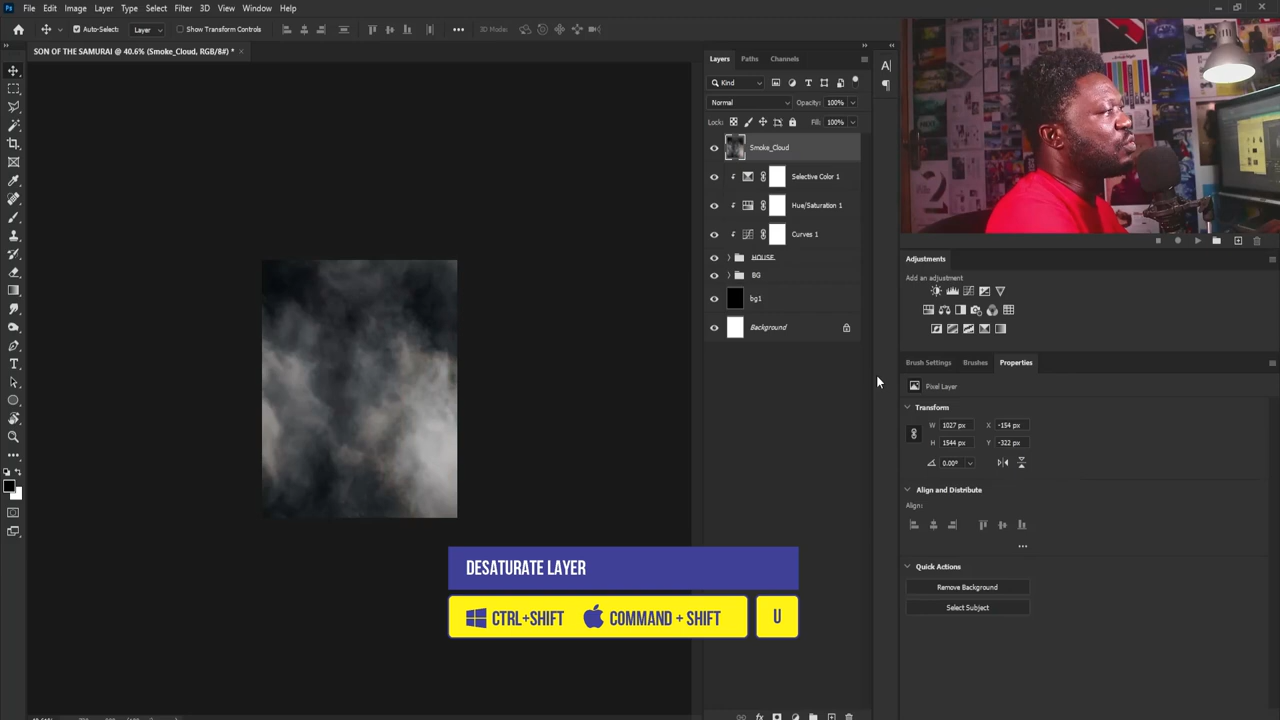 Ps File Edit Image Layer Type Select Filter 3D View Window Help
Auto-Select: Layer Show Transform Controls 3D Mode:
SON OF THE SAMURAI @ 40.6% (Smoke_Cloud, RGB/8#) * ×
Layers Paths Channels
Kind
Normal Opacity: 100%
Lock: Fill: 100%
Smoke_Cloud
Selective Color 1
Hue/Saturation 1
Curves 1
HOUSE
BG
bg1
Background
Adjustments
Add an adjustment
Brush Settings Brushes Properties
Pixel Layer
Transform
W 1027 px X -154 px
H 1544 px Y -322 px
0.00°
Align and Distribute
Align:
Quick Actions
Remove Background
Select Subject
DESATURATE LAYER
CTRL+SHIFT COMMAND + SHIFT U